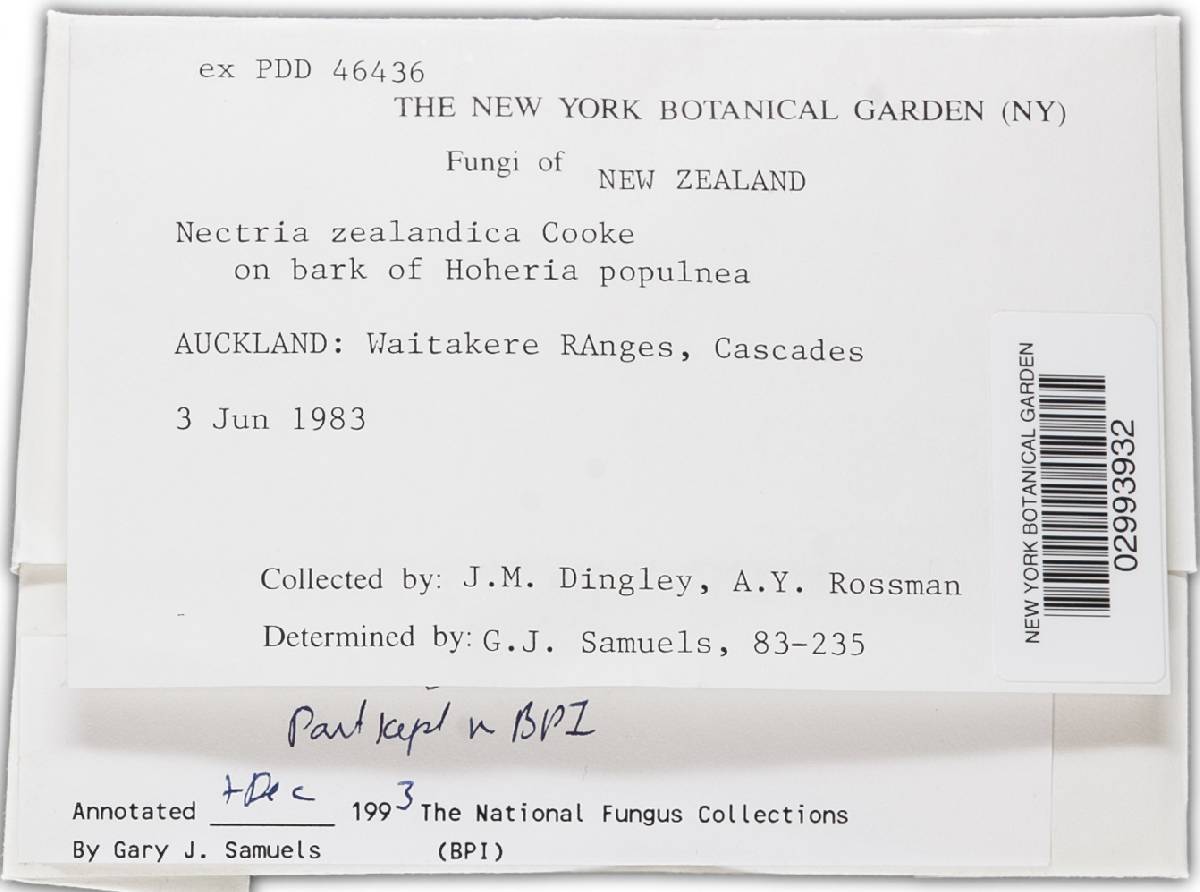 ex PDD 46436
THE NEW YORK BOTANICAL GARDEN (NY)
Fungi of NEW ZEALAND
Nectria zealandica Cooke
on bark of Hoheria populnea
AUCKLAND: Waitakere RAnges, Cascades
3 Jun 1983
Collected by: J.M. Dingley, A.Y. Rossman
Determined by: G.J. Samuels, 83-235
NEW YORK BOTANICAL GARDEN
02993932
Part kept in BPI
Annotated Dec 1993 The National Fungus Collections
By Gary J. Samuels (BPI)